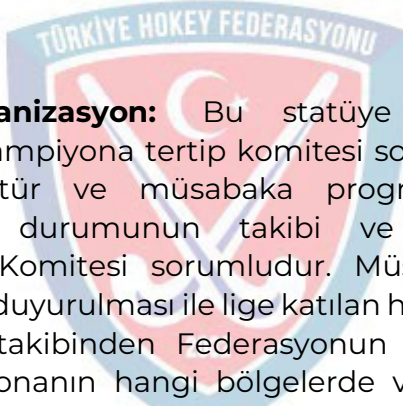 TÜRKİYE HOKEY FEDERASYONU
anizasyon: Bu statüye
ampiyona tertip komitesi so
tür ve müsabaka progr
durumunun takibi ve
Komitesi sorumludur. Mü
duyurulması ile lige katılan h
takibinden Federasyonun
onanın hangi bölgelerde v